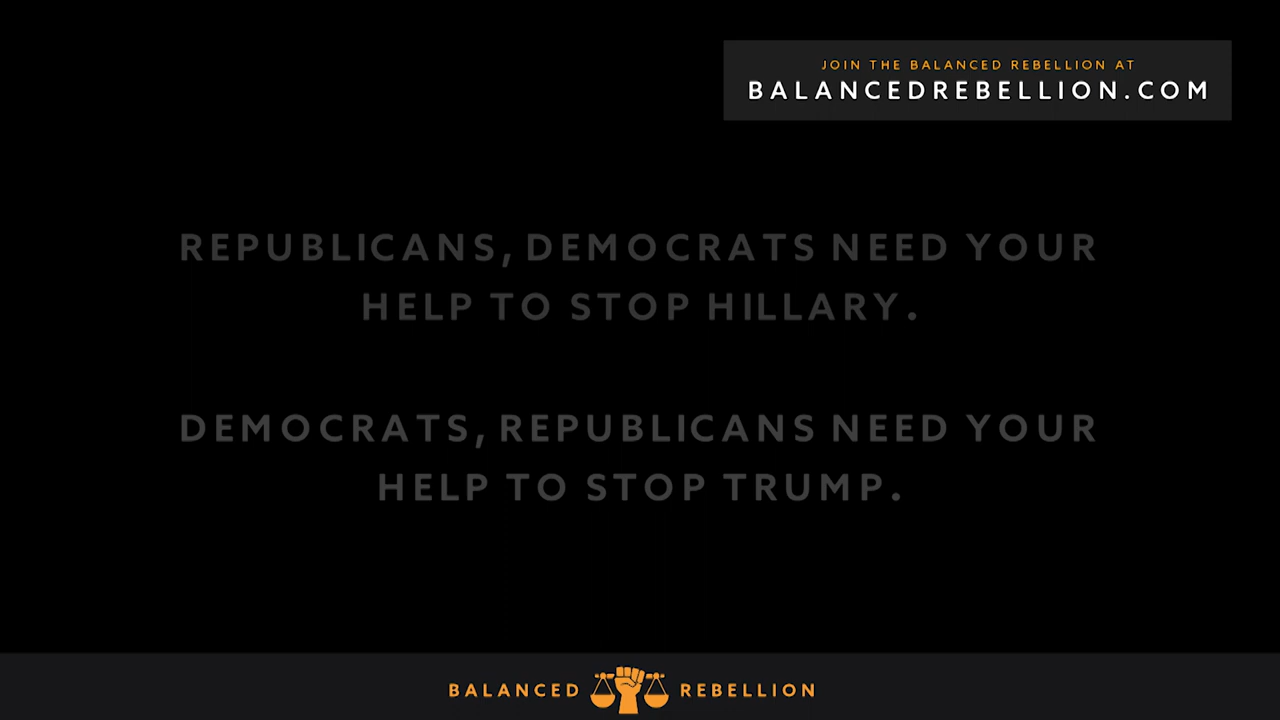 JOIN THE BALANCED REBELLION AT
BALANCEDREBELLION.COM
REPUBLICANS, DEMOCRATS NEED YOUR
HELP TO STOP HILLARY.
DEMOCRATS, REPUBLICANS NEED YOUR
HELP TO STOP TRUMP.
BALANCED REBELLION